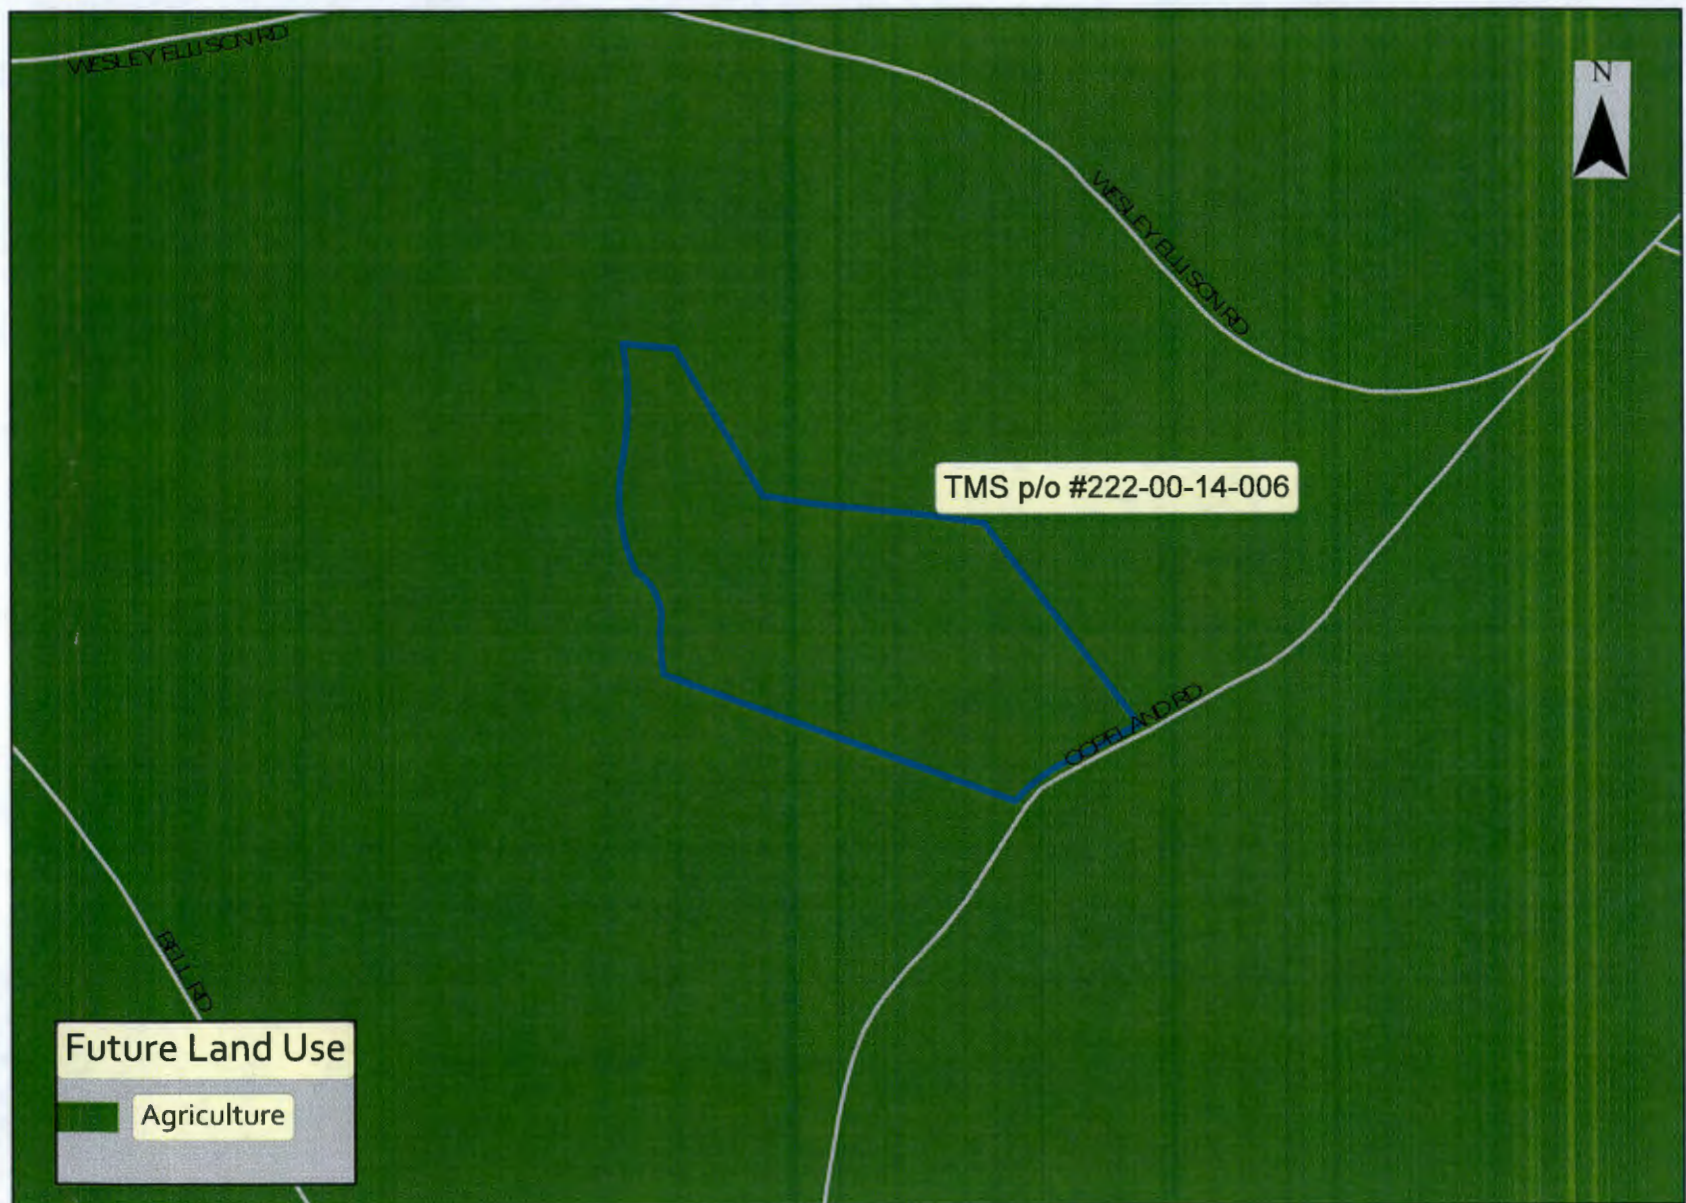 WESLEY ELLISON RD
N
WESLEY ELLISON RD
TMS p/o #222-00-14-006
COPELAND RD
BELL RD
Future Land Use
Agriculture